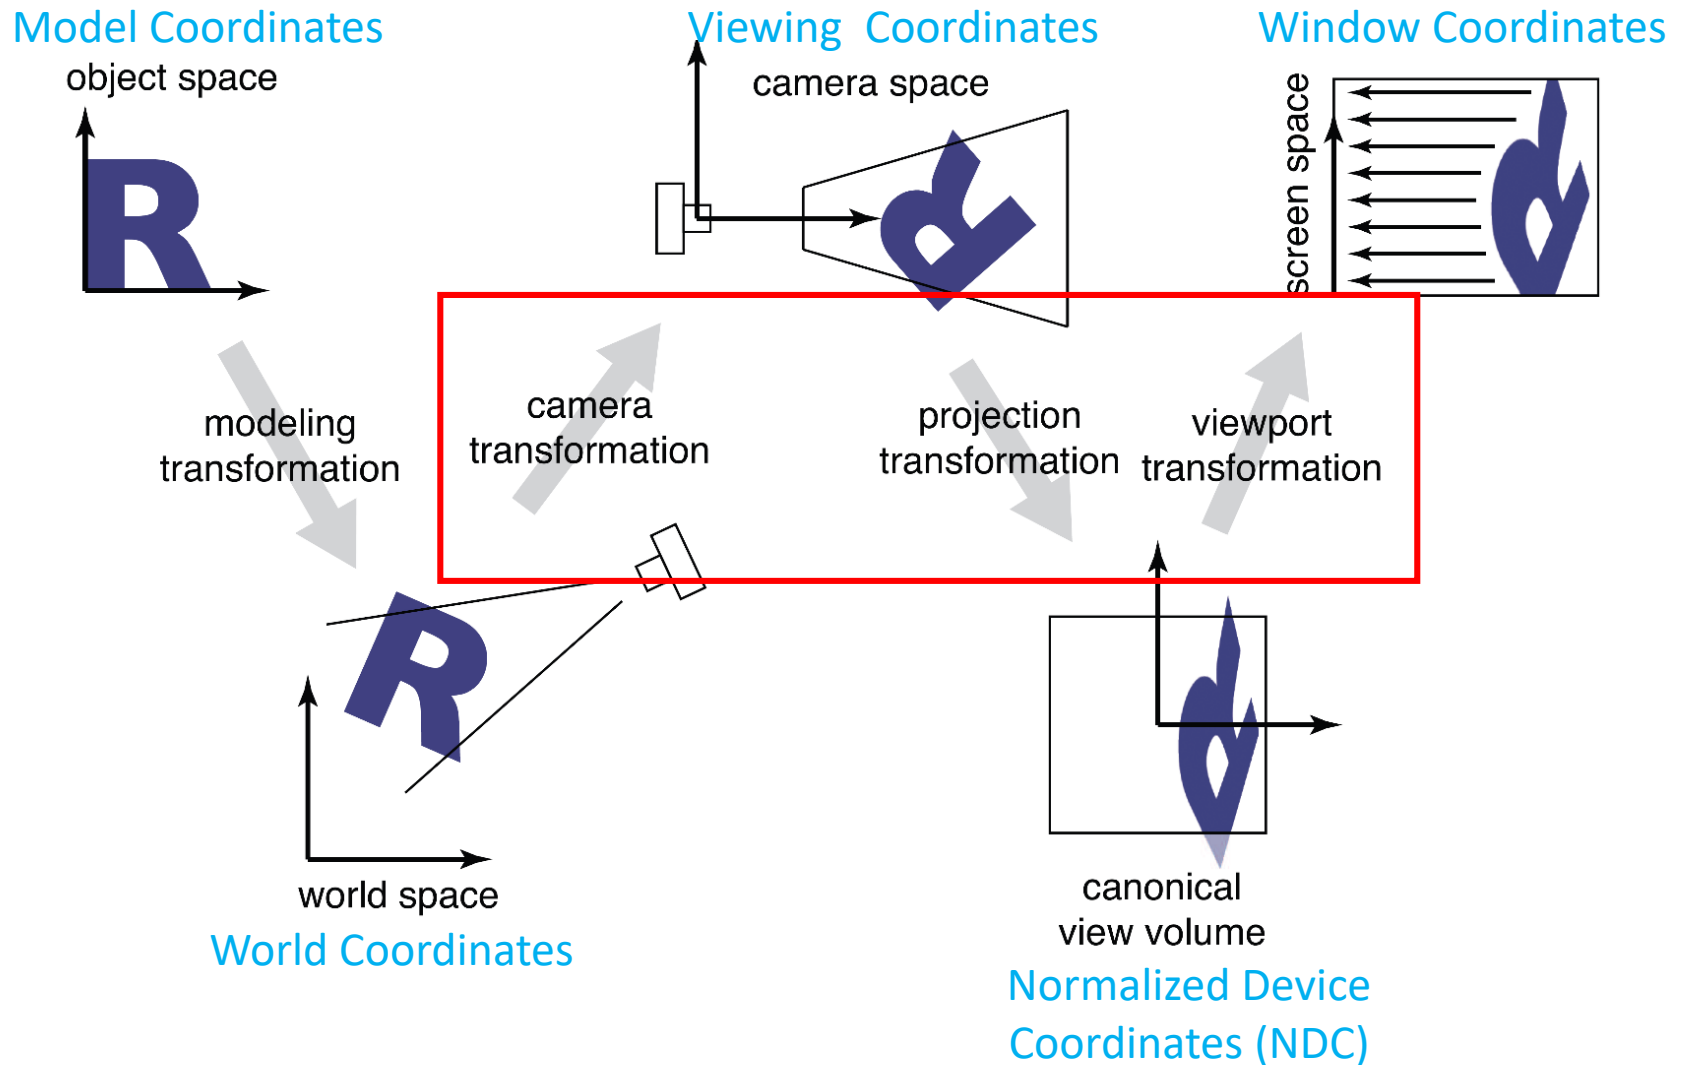 Model Coordinates
object space
Viewing Coordinates
camera space
Window Coordinates
screen space
R
modeling
transformation
camera
transformation
projection
transformation
viewport
transformation
R
world space
World Coordinates
canonical
view volume
Normalized Device
Coordinates (NDC)